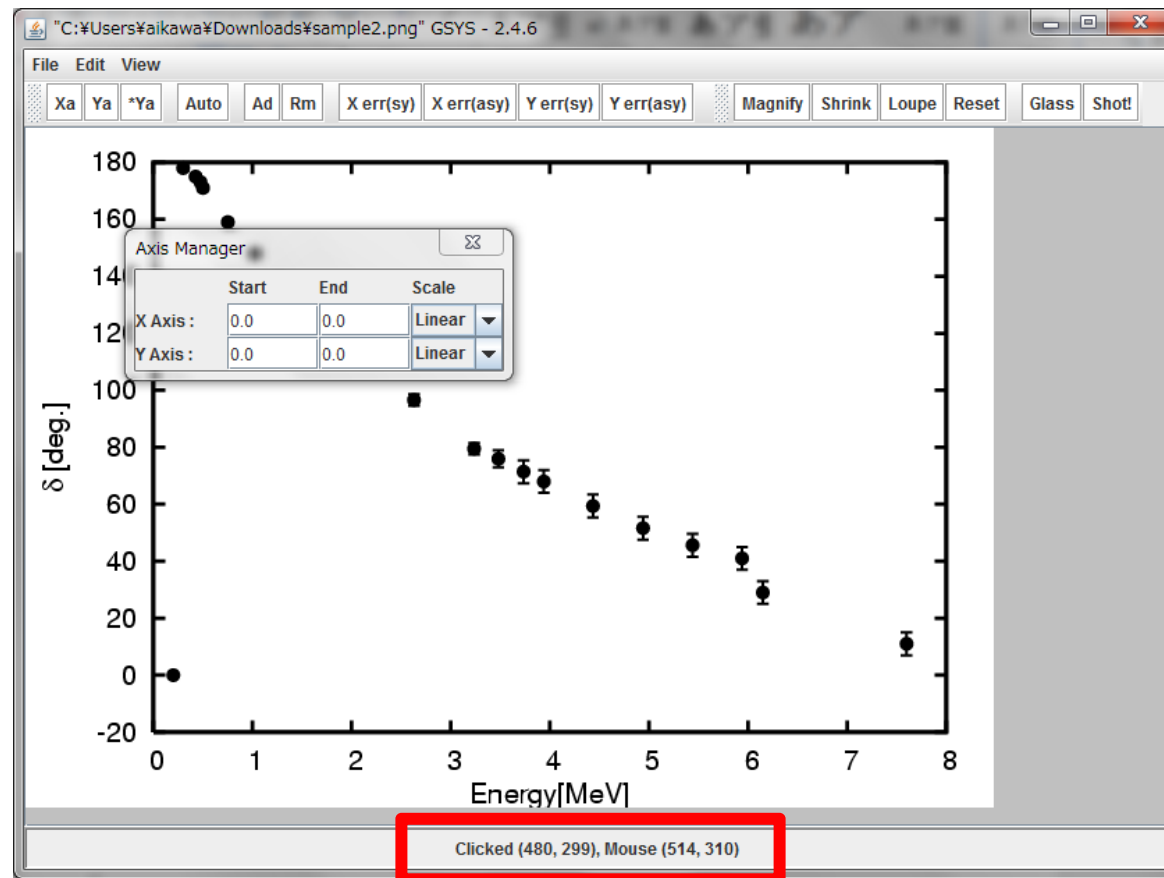 "C:¥Users¥aikawa¥Downloads¥sample2.png" GSYS - 2.4.6
File Edit View
Xa Ya *Ya Auto Ad Rm X err(sy) X err(asy) Y err(sy) Y err(asy) Magnify Shrink Loupe Reset Glass Shot!
180
160
Axis Manager
Start End Scale
X Axis : 0.0 0.0 Linear
Y Axis : 0.0 0.0 Linear
14
12
100
80
60
40
20
0
-20
δ [deg.]
0 1 2 3 4 5 6 7 8
Energy[MeV]
Clicked (480, 299), Mouse (514, 310)